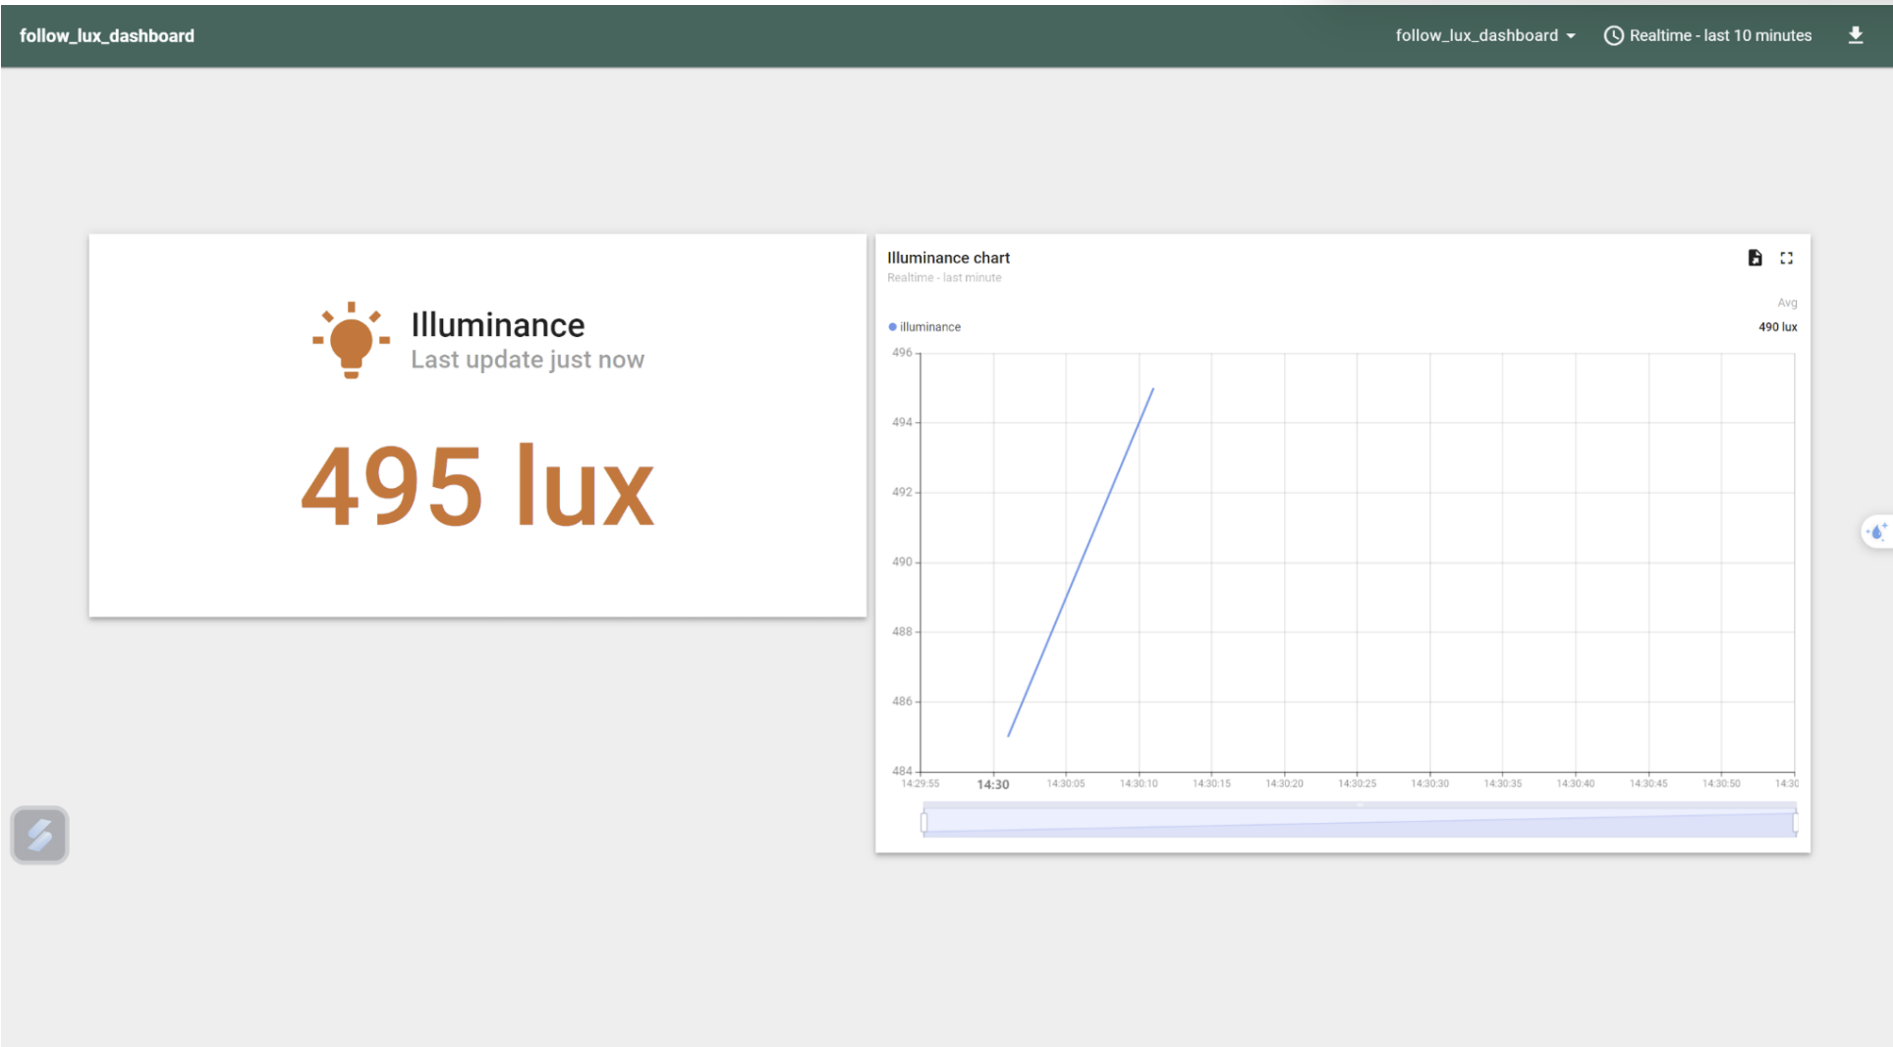 follow_lux_dashboard
follow_lux_dashboard
Realtime - last 10 minutes
Illuminance
Last update just now
495 lux
Illuminance chart
Realtime - last minute
Avg
illuminance
490 lux
496
494
492
490
488
486
484
14:29:55 14:30 14:30:05 14:30:10 14:30:15 14:30:20 14:30:25 14:30:30 14:30:35 14:30:40 14:30:45 14:30:50 14:30